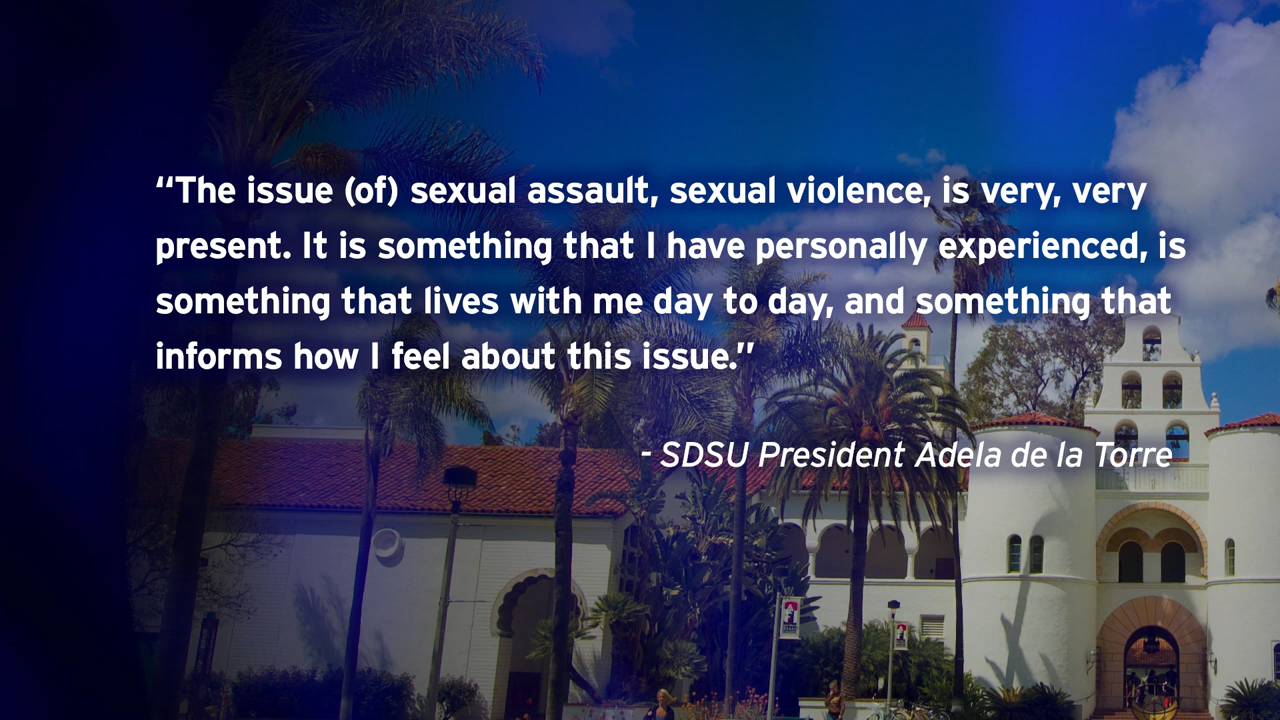 “The issue (of) sexual assault, sexual violence, is very, very
present. It is something that I have personally experienced, is
something that lives with me day to day, and something that
informs how I feel about this issue.”
- SDSU President Adela de la Torre